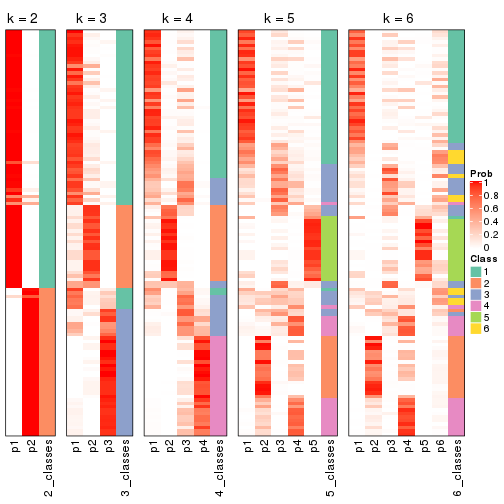 k = 2
k = 3
k = 4
k = 5
k = 6
Prob
1
0.8
0.6
0.4
0.2
0
Class
1
2
3
4
5
6
p1
p2
2_classes
p1
p2
p3
3_classes
p1
p2
p3
p4
4_classes
p1
p2
p3
p4
p5
5_classes
p1
p2
p3
p4
p5
p6
6_classes